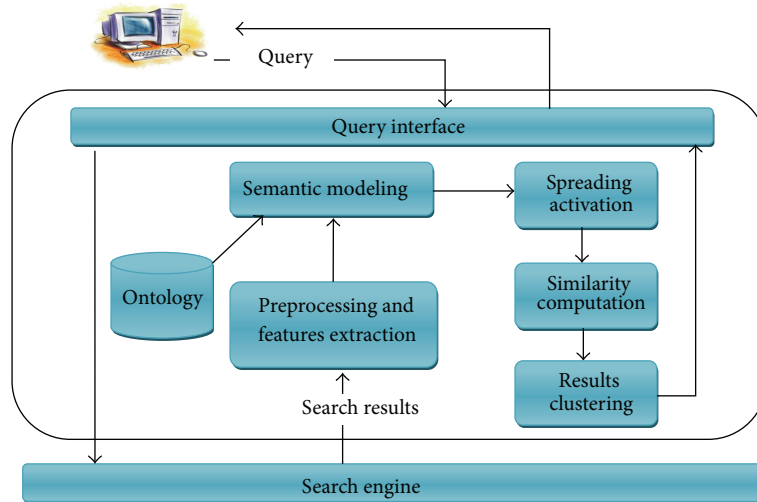 Query
Query interface
Semantic modeling
Spreading
activation
Ontology
Preprocessing and
features extraction
Similarity
computation
Results
clustering
Search results
Search engine